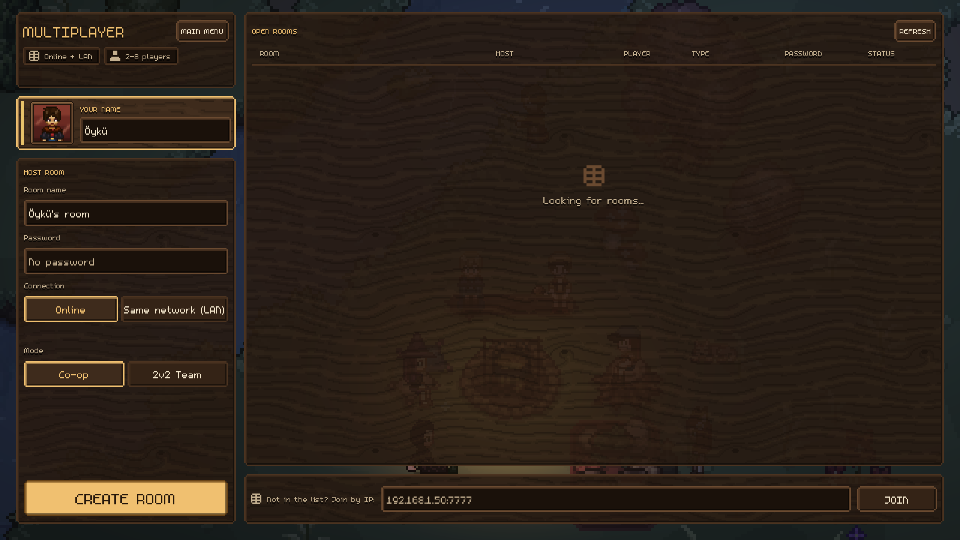 MULTIPLAYER
MAIN MENU
Online + LAN
2-8 players
YOUR NAME
Öykü
HOST ROOM
Room name
Öykü's room
Password
No password
Connection
Online
Same network (LAN)
Mode
Co-op
2v2 Team
CREATE ROOM
OPEN ROOMS
REFRESH
ROOM HOST PLAYER TYPE PASSWORD STATUS
Looking for rooms...
Not in the list? Join by IP:
192.168.1.50:7777
JOIN